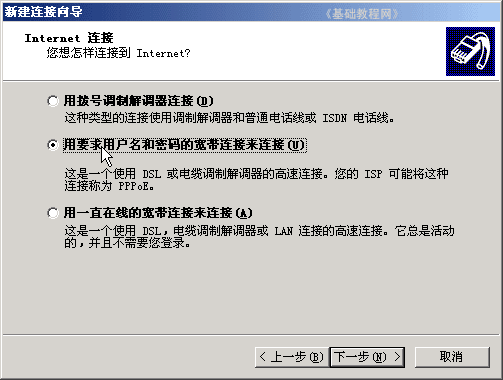 新建连接向导
《基础教程网》
Internet 连接
您想怎样连接到 Internet?
用拨号调制解调器连接(D)
这种类型的连接使用调制解调器和普通电话线或 ISDN 电话线。
用要求用户名和密码的宽带连接来连接(U)
这是一个使用 DSL 或电缆调制解调器的高速连接。您的 ISP 可能将这种
连接称为 PPPoE。
用一直在线的宽带连接来连接(A)
这是一个使用 DSL,电缆调制解调器或 LAN 连接的高速连接。它总是活动
的,并且不需要您登录。
< 上一步(B) 下一步(N) > 取消